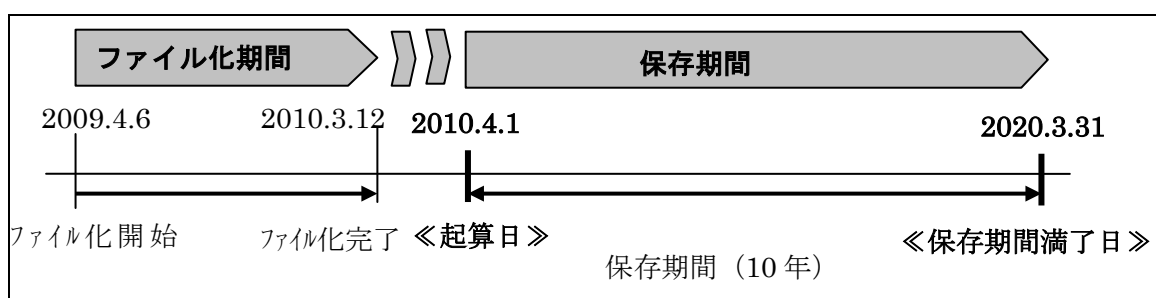 ファイル化期間
保存期間
2009.4.6 2010.3.12 2010.4.1 2020.3.31
ファイル化開始 ファイル化完了 ≪起算日≫ ≪保存期間満了日≫
保存期間（10 年）